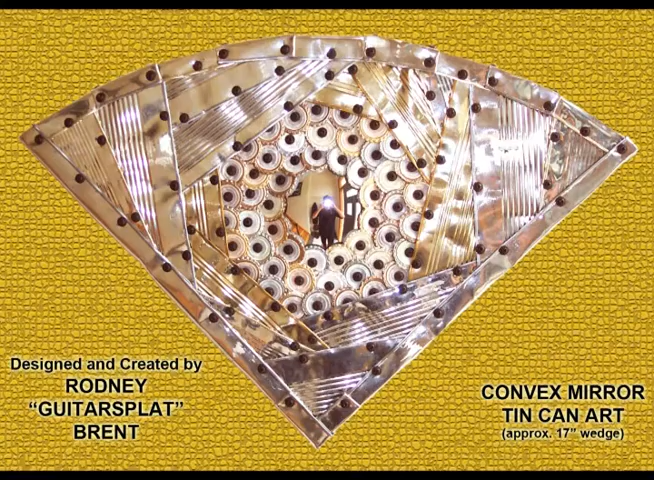 Designed and Created by
RODNEY
“GUITARSPLAT”
BRENT
CONVEX MIRROR
TIN CAN ART
(approx. 17” wedge)